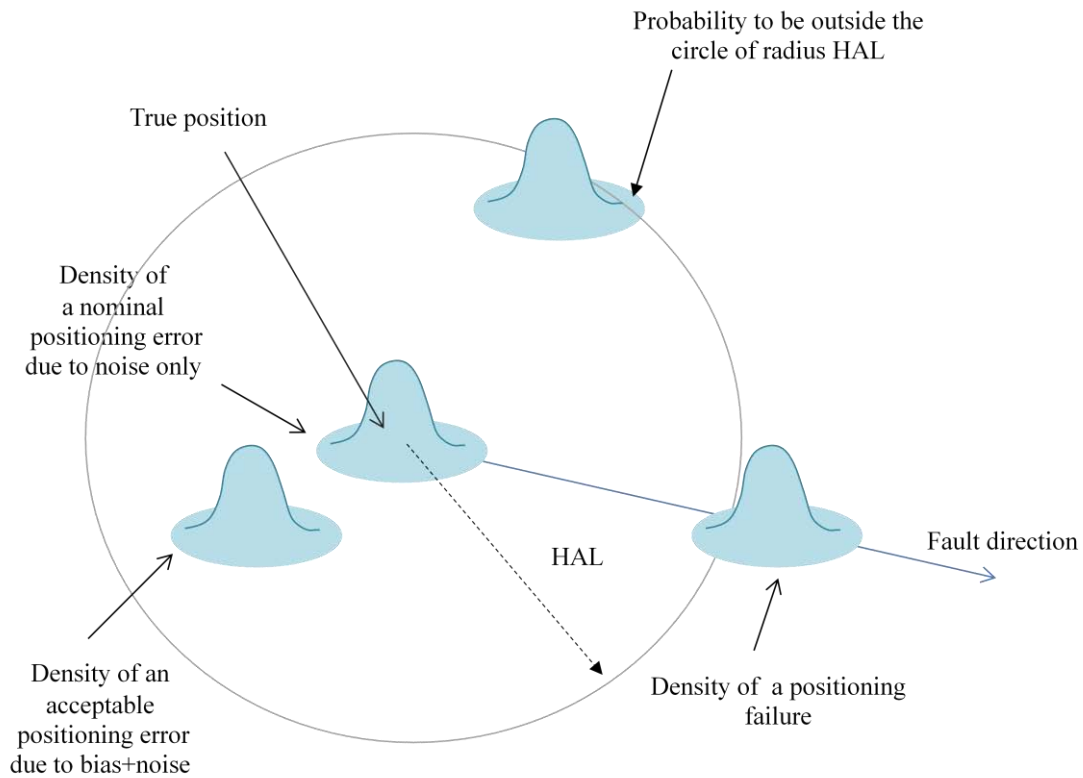 Probability to be outside the
circle of radius HAL
True position
Density of
a nominal
positioning error
due to noise only
HAL
Fault direction
Density of an
acceptable
positioning error
due to bias+noise
Density of a positioning
failure